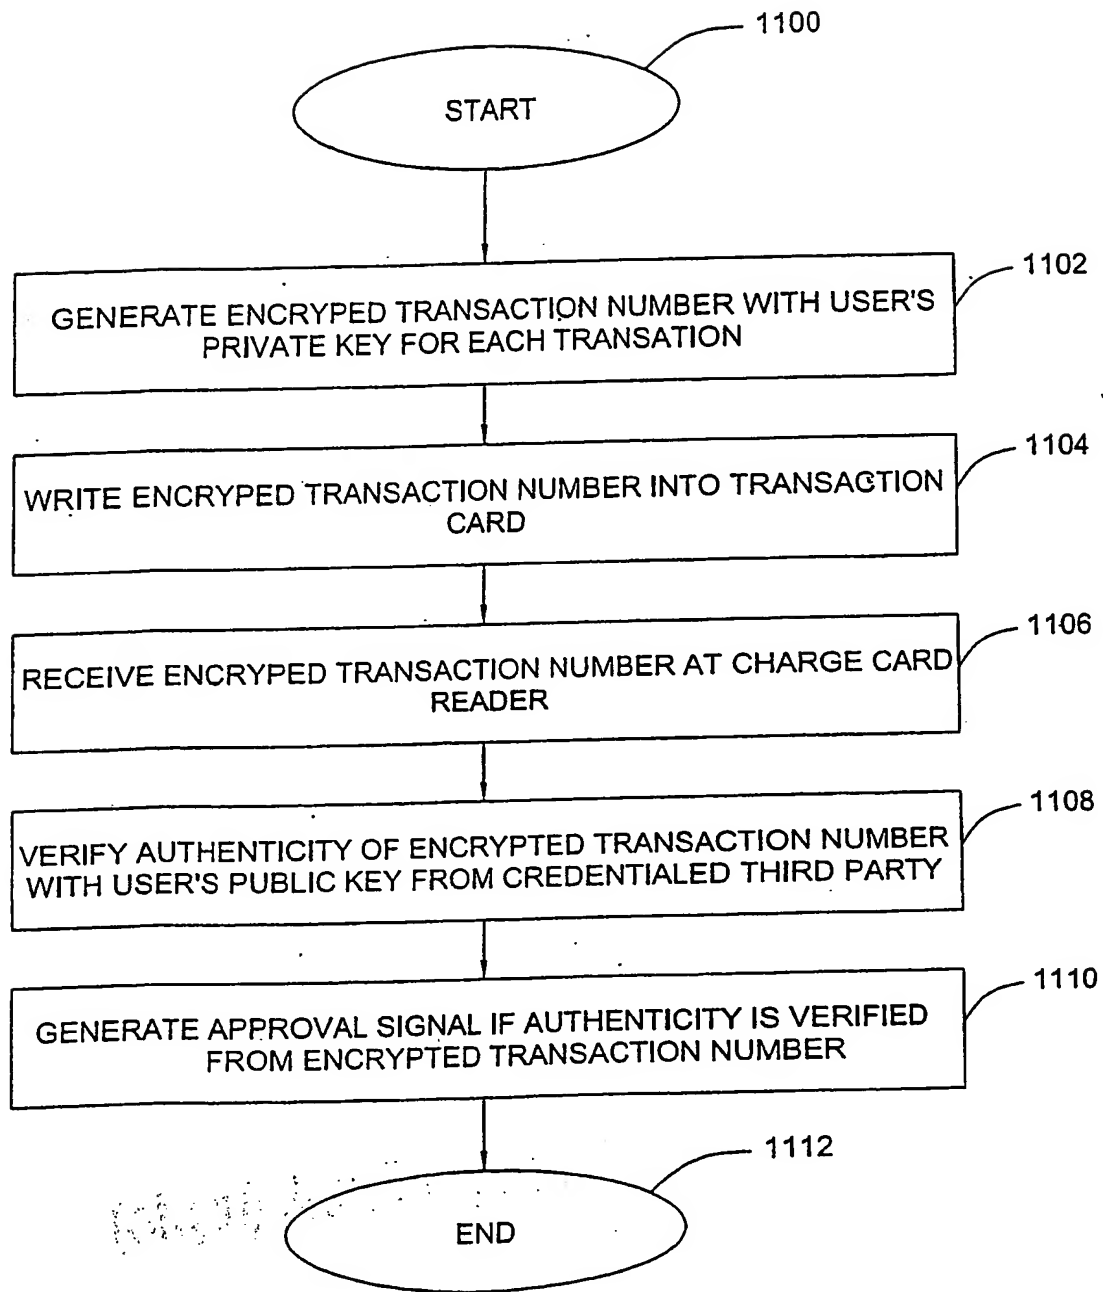 1100
START
1102
GENERATE ENCRYPED TRANSACTION NUMBER WITH USER'S
PRIVATE KEY FOR EACH TRANSATION
1104
WRITE ENCRYPED TRANSACTION NUMBER INTO TRANSACTION
CARD
1106
RECEIVE ENCRYPED TRANSACTION NUMBER AT CHARGE CARD
READER
1108
VERIFY AUTHENTICITY OF ENCRYPTED TRANSACTION NUMBER
WITH USER'S PUBLIC KEY FROM CREDENTIALED THIRD PARTY
1110
GENERATE APPROVAL SIGNAL IF AUTHENTICITY IS VERIFIED
FROM ENCRYPTED TRANSACTION NUMBER
1112
END